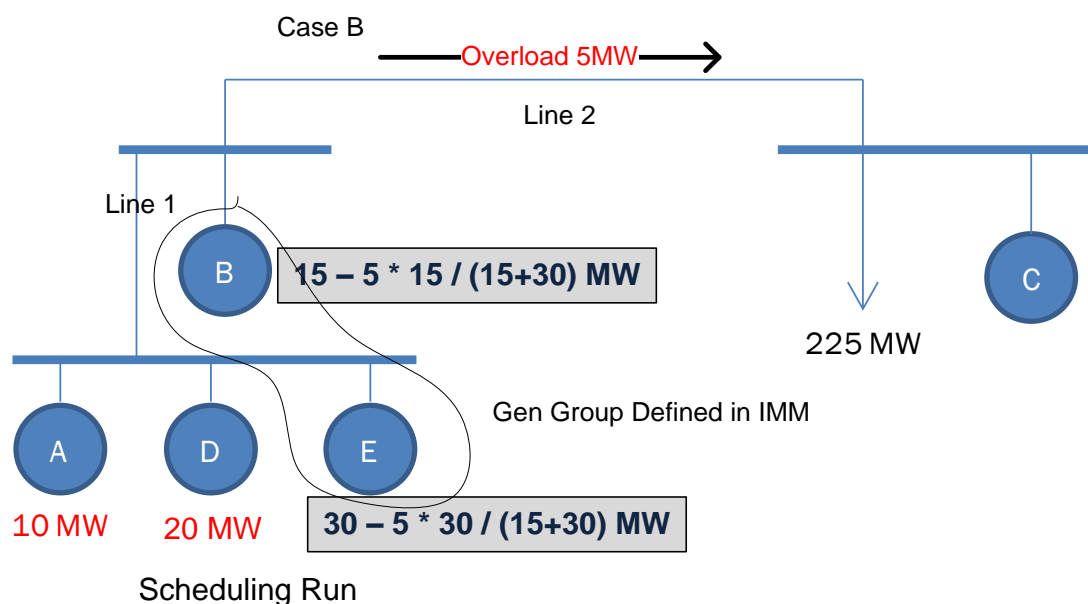 Case B
Overload 5MW
Line 2
Line 1
B
15 – 5 * 15 / (15+30) MW
C
225 MW
Gen Group Defined in IMM
A
D
E
10 MW
20 MW
30 – 5 * 30 / (15+30) MW
Scheduling Run